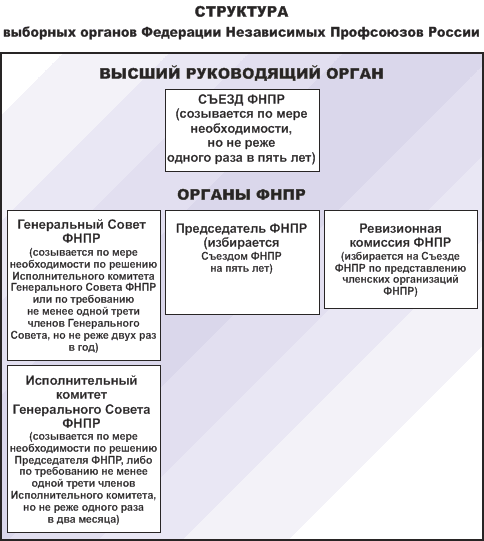 СТРУКТУРА
выборных органов Федерации Независимых Профсоюзов России
ВЫСШИЙ РУКОВОДЯЩИЙ ОРГАН
СЪЕЗД ФНПР
(созывается по мере
необходимости,
но не реже
одного раза в пять лет)
ОРГАНЫ ФНПР
Генеральный Совет
ФНПР
(созывается по мере
необходимости по решению
Исполнительного комитета
Генерального Совета ФНПР
или по требованию
не менее одной трети
членов Генерального
Совета, но не реже двух раз
в год)
Председатель ФНПР
(избирается
Съездом ФНПР
на пять лет)
Ревизионная
комиссия ФНПР
(избирается на Съезде
ФНПР по представлению
членских организаций
ФНПР)
Исполнительный
комитет
Генерального Совета
ФНПР
(созывается по мере
необходимости по решению
Председателя ФНПР, либо
по требованию не менее
одной трети членов
Исполнительного комитета,
но не реже одного раза
в два месяца)